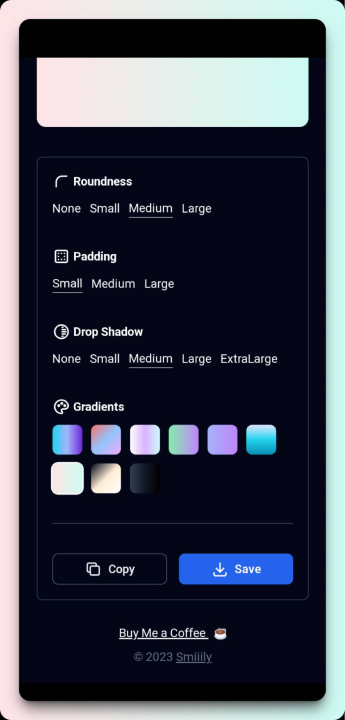 Roundness
None Small Medium Large
Padding
Small Medium Large
Drop Shadow
None Small Medium Large ExtraLarge
Gradients
Copy Save
Buy Me a Coffee ☕
© 2023 Smiiily